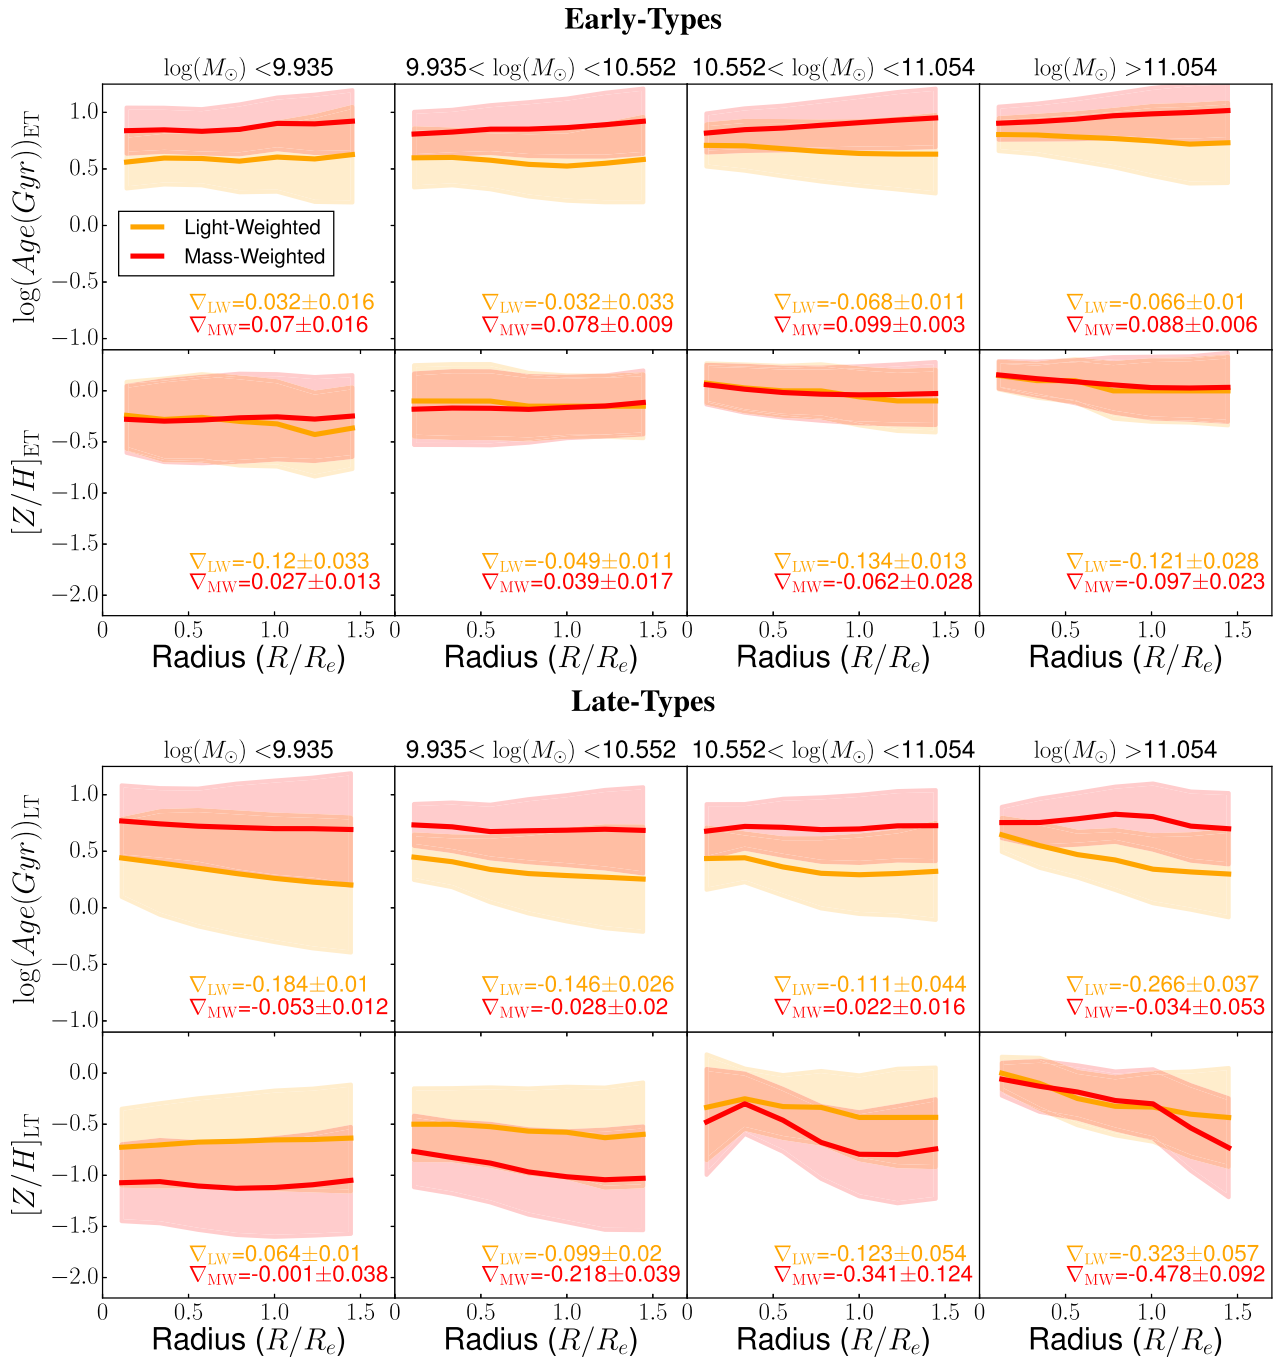 Early-Types
log(M⊙) <9.935
9.935< log(M⊙) <10.552
10.552< log(M⊙) <11.054
log(M⊙) >11.054
log(Age(Gyr))ET
1.0
0.5
0.0
−0.5
−1.0
Light-Weighted
Mass-Weighted
∇LW=0.032±0.016
∇MW=0.07±0.016
∇LW=-0.032±0.033
∇MW=0.078±0.009
∇LW=-0.068±0.011
∇MW=0.099±0.003
∇LW=-0.066±0.01
∇MW=0.088±0.006
[Z/H]ET
0.0
−0.5
−1.0
−1.5
−2.0
∇LW=-0.12±0.033
∇MW=0.027±0.013
∇LW=-0.049±0.011
∇MW=0.039±0.017
∇LW=-0.134±0.013
∇MW=-0.062±0.028
∇LW=-0.121±0.028
∇MW=-0.097±0.023
0 0.5 1.0 1.5 0 0.5 1.0 1.5 0 0.5 1.0 1.5 0 0.5 1.0 1.5
Radius (R/Re)
Radius (R/Re)
Radius (R/Re)
Radius (R/Re)
Late-Types
log(M⊙) <9.935
9.935< log(M⊙) <10.552
10.552< log(M⊙) <11.054
log(M⊙) >11.054
log(Age(Gyr))LT
1.0
0.5
0.0
−0.5
−1.0
∇LW=-0.184±0.01
∇MW=-0.053±0.012
∇LW=-0.146±0.026
∇MW=-0.028±0.02
∇LW=-0.111±0.044
∇MW=0.022±0.016
∇LW=-0.266±0.037
∇MW=-0.034±0.053
[Z/H]LT
0.0
−0.5
−1.0
−1.5
−2.0
∇LW=0.064±0.01
∇MW=-0.001±0.038
∇LW=-0.099±0.02
∇MW=-0.218±0.039
∇LW=-0.123±0.054
∇MW=-0.341±0.124
∇LW=-0.323±0.057
∇MW=-0.478±0.092
0 0.5 1.0 1.5 0 0.5 1.0 1.5 0 0.5 1.0 1.5 0 0.5 1.0 1.5
Radius (R/Re)
Radius (R/Re)
Radius (R/Re)
Radius (R/Re)